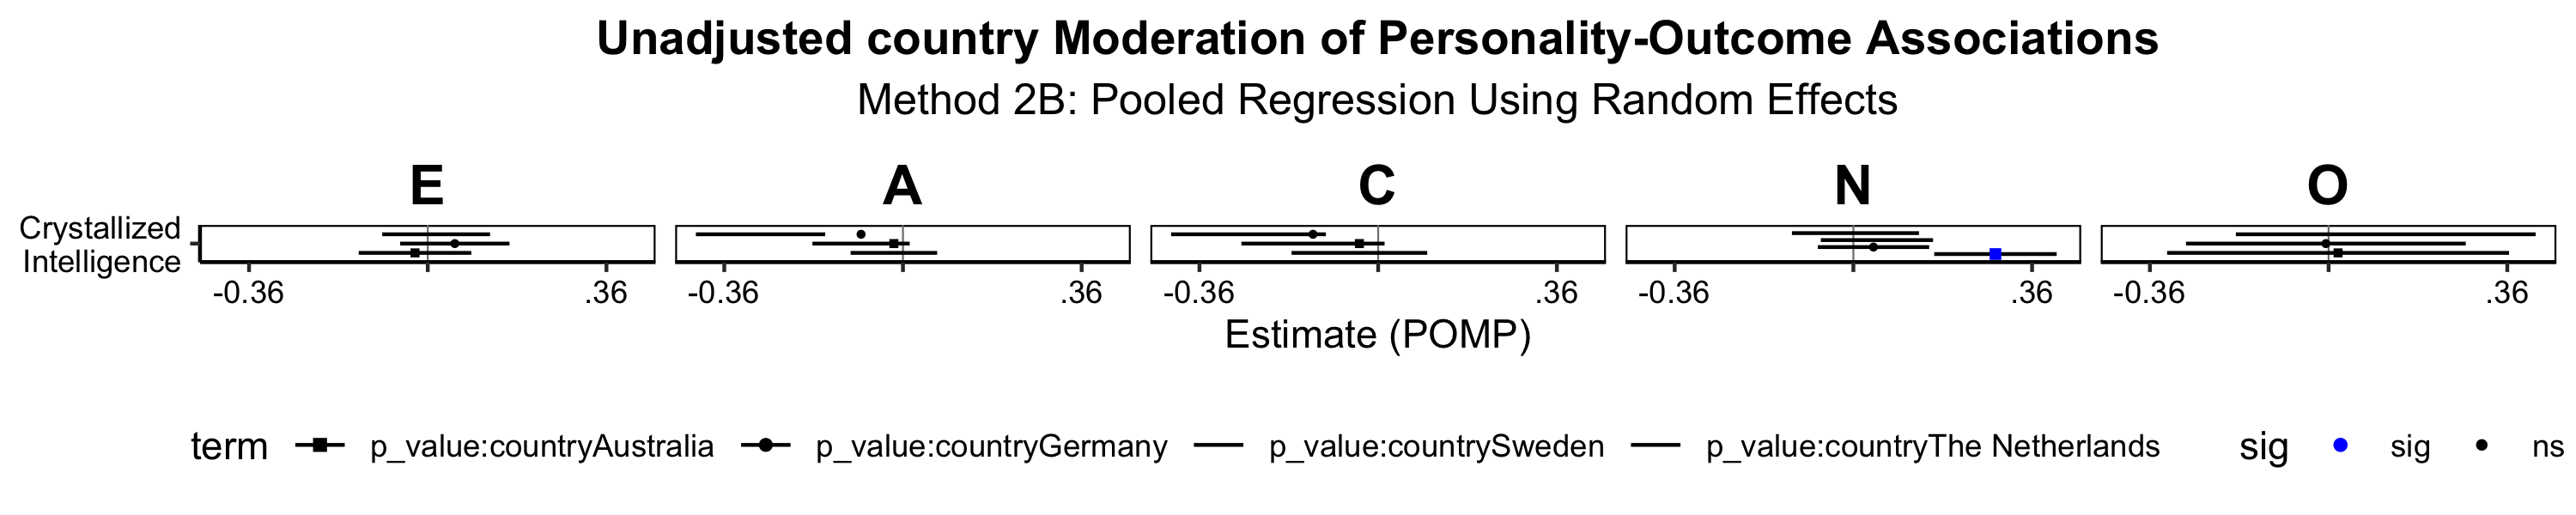 Unadjusted country Moderation of Personality-Outcome Associations
Method 2B: Pooled Regression Using Random Effects
E A C N O
Crystallized
Intelligence
-0.36 .36 -0.36 .36 -0.36 .36 -0.36 .36 -0.36 .36
Estimate (POMP)
term p_value:countryAustralia p_value:countryGermany p_value:countrySweden p_value:countryThe Netherlands sig sig ns